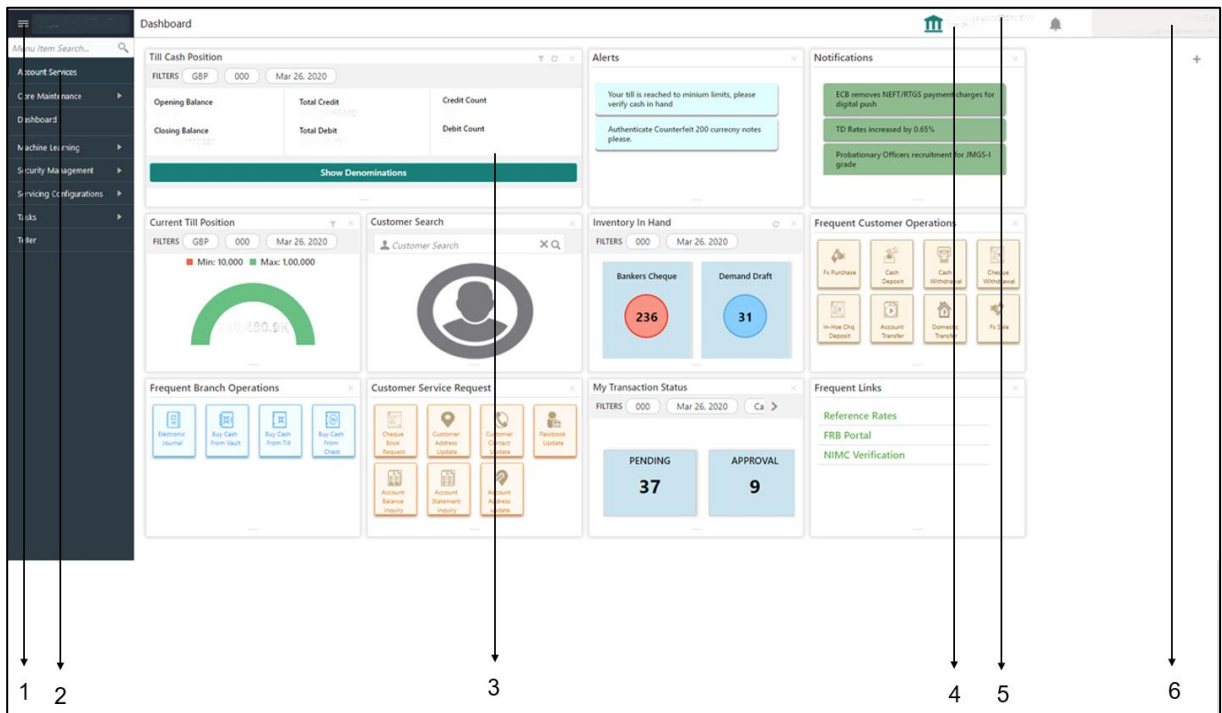 Dashboard
Menu Item Search...
Account Services
Core Maintenance
Dashboard
Machine Learning
Security Management
Servicing Configurations
Tasks
Teller
Till Cash Position
FILTERS GBP 000 Mar 26, 2020
Opening Balance Total Credit Credit Count
Closing Balance Total Debit Debit Count
Show Denominations
Alerts
Your till is reached to minium limits, please
verify cash in hand
Authenticate Counterfeit 200 currecny notes
please.
Notifications
ECB removes NEFT/RTGS payment charges for
digital push
TD Rates increased by 0.65%
Probationary Officers recruitment for JMGS-I
grade
Current Till Position
FILTERS GBP 000 Mar 26, 2020
Min: 10,000 Max: 1,00,000
Customer Search
Customer Search
Inventory In Hand
FILTERS 000 Mar 26, 2020
Bankers Cheque Demand Draft
236 31
Frequent Customer Operations
Fx Purchase
Cash
Deposit
Cash
Withdrawal
Cheque
Withdrawal
In-Hse Chq
Deposit
Account
Transfer
Domestic
Transfer
Fx Sale
Frequent Branch Operations
Electronic
Journal
Buy Cash
From Vault
Buy Cash
From Till
Buy Cash
From
Chest
Customer Service Request
Cheque
Book
Request
Customer
Address
Update
Customer
Contact
Update
Passbook
Update
Account
Balance
Inquiry
Account
Statement
Inquiry
Account
Address
update
My Transaction Status
FILTERS 000 Mar 26, 2020 Ca
PENDING APPROVAL
37 9
Frequent Links
Reference Rates
FRB Portal
NIMC Verification
1 2 3 4 5 6